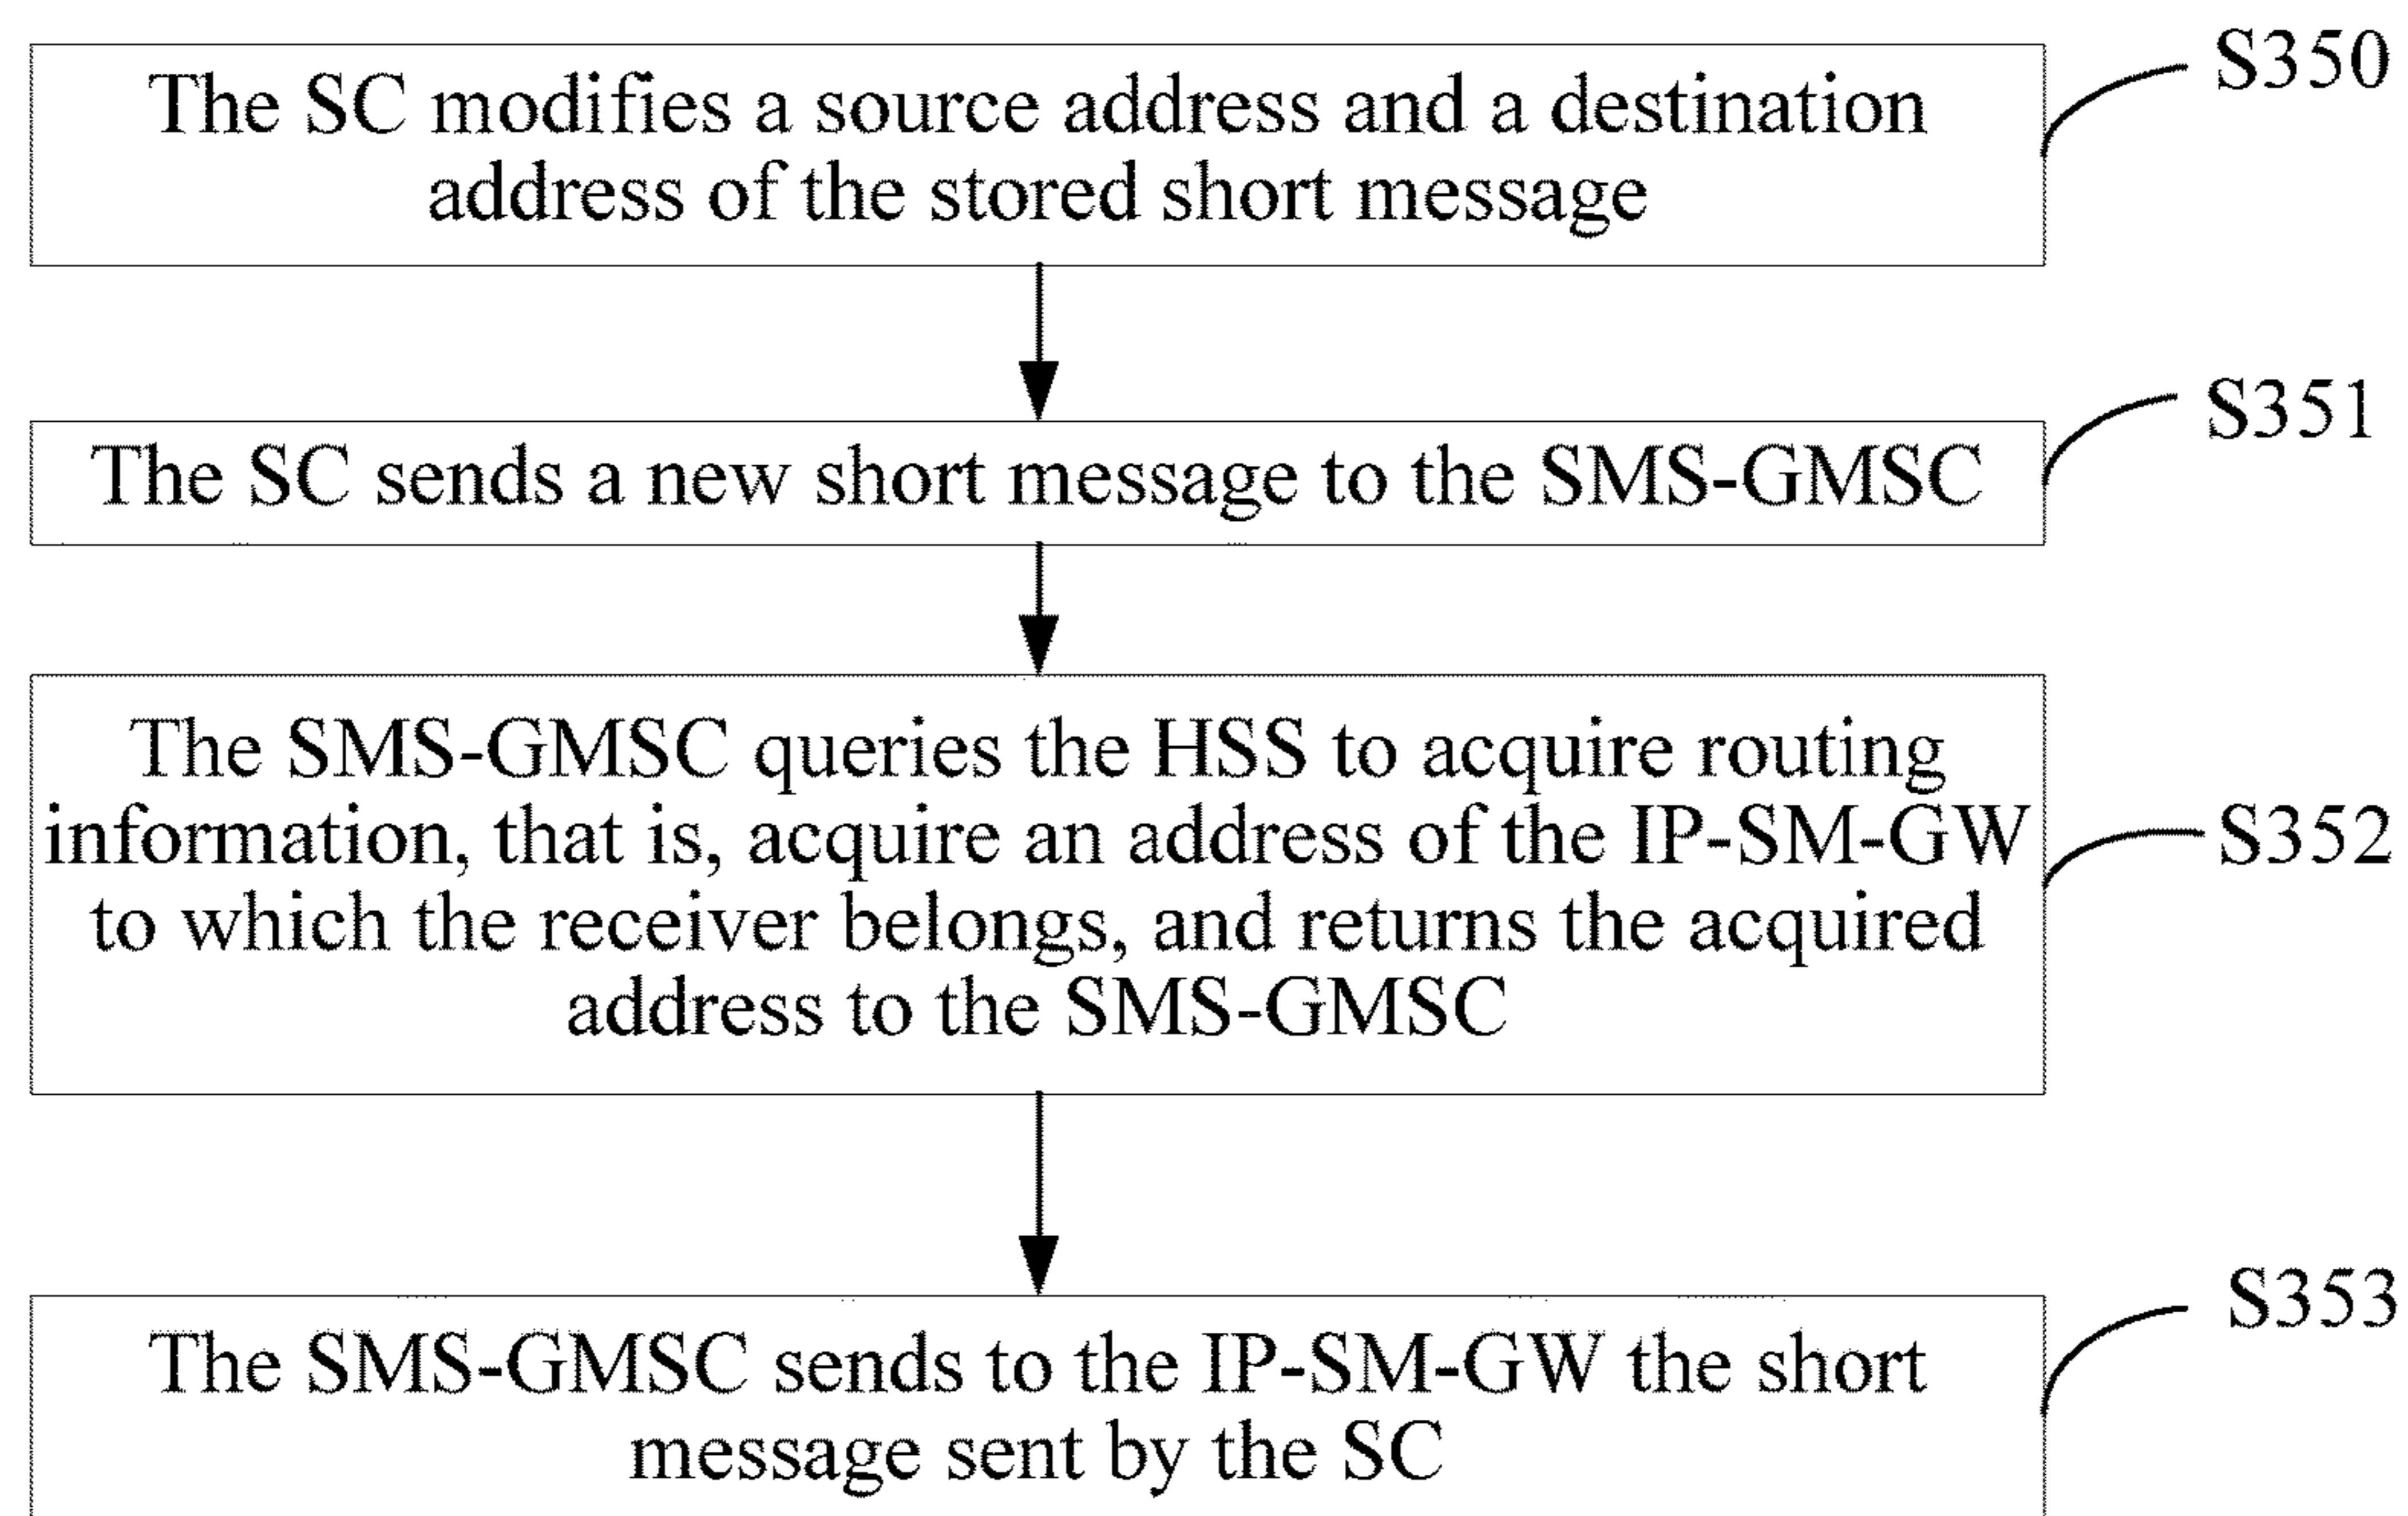 The SC modifies a source address and a destination
address of the stored short message
S350
The SC sends a new short message to the SMS-GMSC
S351
The SMS-GMSC queries the HSS to acquire routing
information, that is, acquire an address of the IP-SM-GW
to which the receiver belongs, and returns the acquired
address to the SMS-GMSC
S352
The SMS-GMSC sends to the IP-SM-GW the short
message sent by the SC
S353